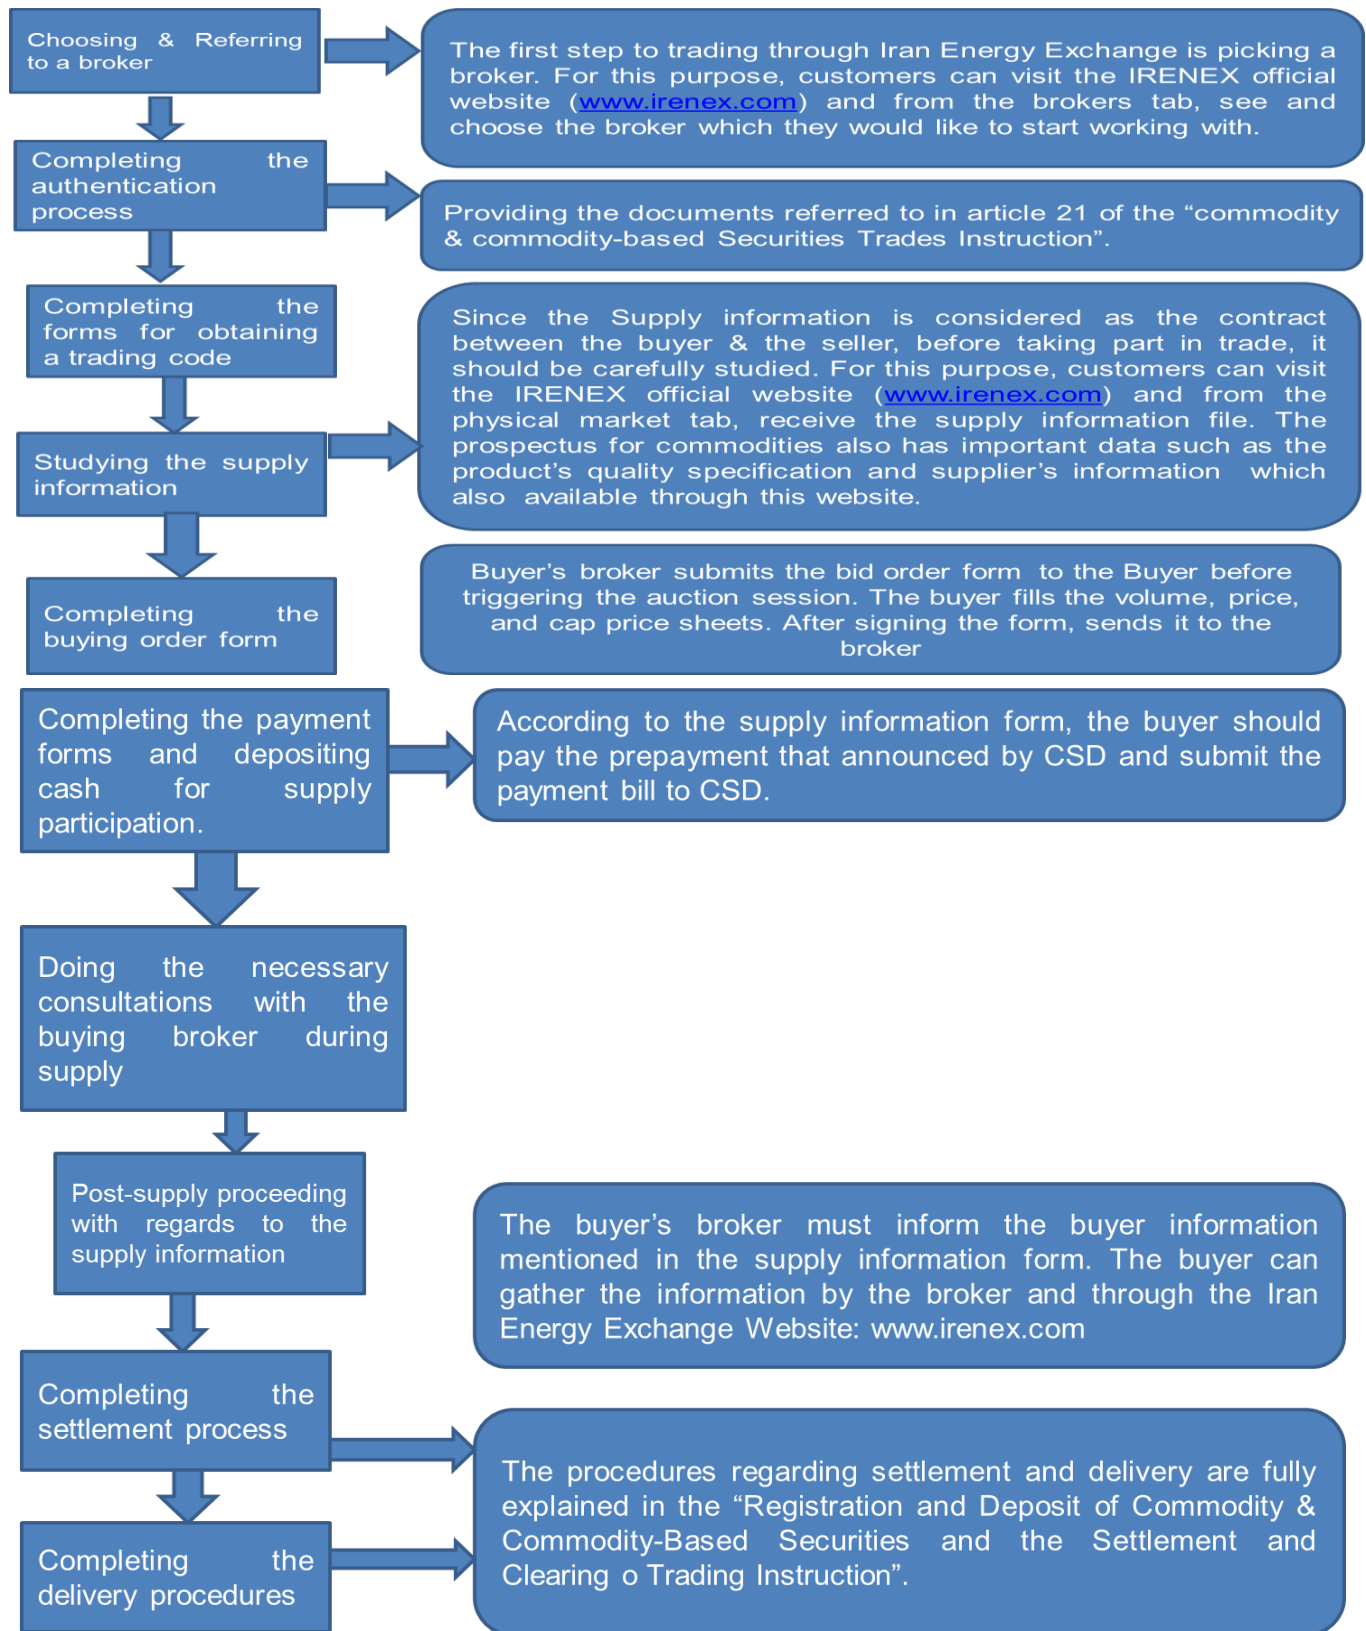 Choosing & Referring
to a broker
The first step to trading through Iran Energy Exchange is picking a
broker. For this purpose, customers can visit the IRENEX official
website (www.irenex.com) and from the brokers tab, see and
choose the broker which they would like to start working with.
Completing the
authentication
process
Providing the documents referred to in article 21 of the “commodity
& commodity-based Securities Trades Instruction”.
Completing the
forms for obtaining
a trading code
Studying the supply
information
Since the Supply information is considered as the contract
between the buyer & the seller, before taking part in trade, it
should be carefully studied. For this purpose, customers can visit
the IRENEX official website (www.irenex.com) and from the
physical market tab, receive the supply information file. The
prospectus for commodities also has important data such as the
product’s quality specification and supplier’s information which
also available through this website.
Completing the
buying order form
Buyer’s broker submits the bid order form to the Buyer before
triggering the auction session. The buyer fills the volume, price,
and cap price sheets. After signing the form, sends it to the
broker
Completing the payment
forms and depositing
cash for supply
participation.
According to the supply information form, the buyer should
pay the prepayment that announced by CSD and submit the
payment bill to CSD.
Doing the necessary
consultations with the
buying broker during
supply
Post-supply proceeding
with regards to the
supply information
The buyer’s broker must inform the buyer information
mentioned in the supply information form. The buyer can
gather the information by the broker and through the Iran
Energy Exchange Website: www.irenex.com
Completing the
settlement process
Completing the
delivery procedures
The procedures regarding settlement and delivery are fully
explained in the “Registration and Deposit of Commodity &
Commodity-Based Securities and the Settlement and
Clearing o Trading Instruction”.